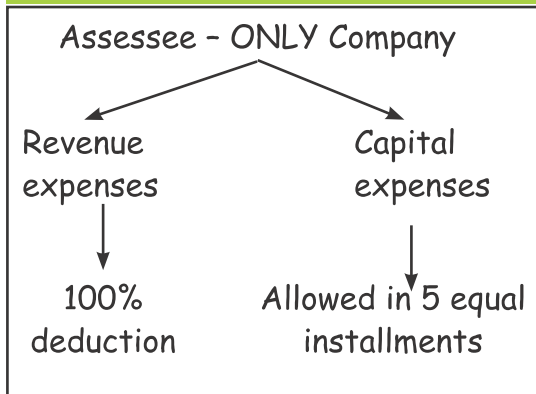 Assessee – ONLY Company
Revenue
expenses
Capital
expenses
100%
deduction
Allowed in 5 equal
installments